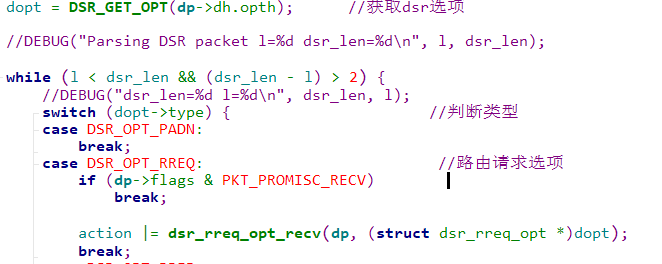 dopt = DSR_GET_OPT(dp->dh.opth); //获取dsr选项
//DEBUG("Parsing DSR packet l=%d dsr_len=%d\n", l, dsr_len);
while (l < dsr_len && (dsr_len - l) > 2) {
//DEBUG("dsr_len=%d l=%d\n", dsr_len, l);
switch (dopt->type) { //判断类型
case DSR_OPT_PADN:
break;
case DSR_OPT_RREQ: //路由请求选项
if (dp->flags & PKT_PROMISC_RECV)
break;
action |= dsr_rreq_opt_recv(dp, (struct dsr_rreq_opt *)dopt);
break;